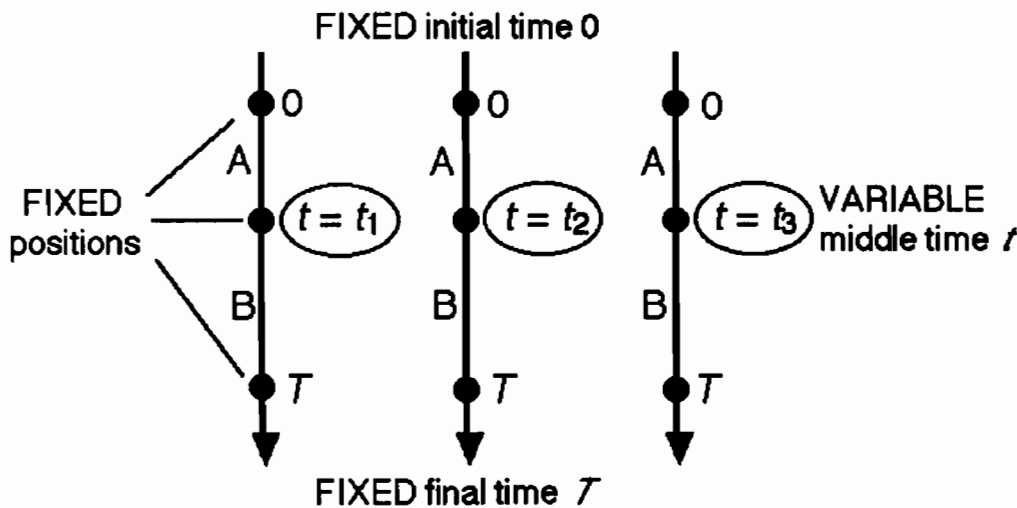 FIXED initial time 0
0 0 0
A A A
FIXED
positions
t = t1 t = t2 t = t3
VARIABLE
middle time t
B B B
T T T
FIXED final time T